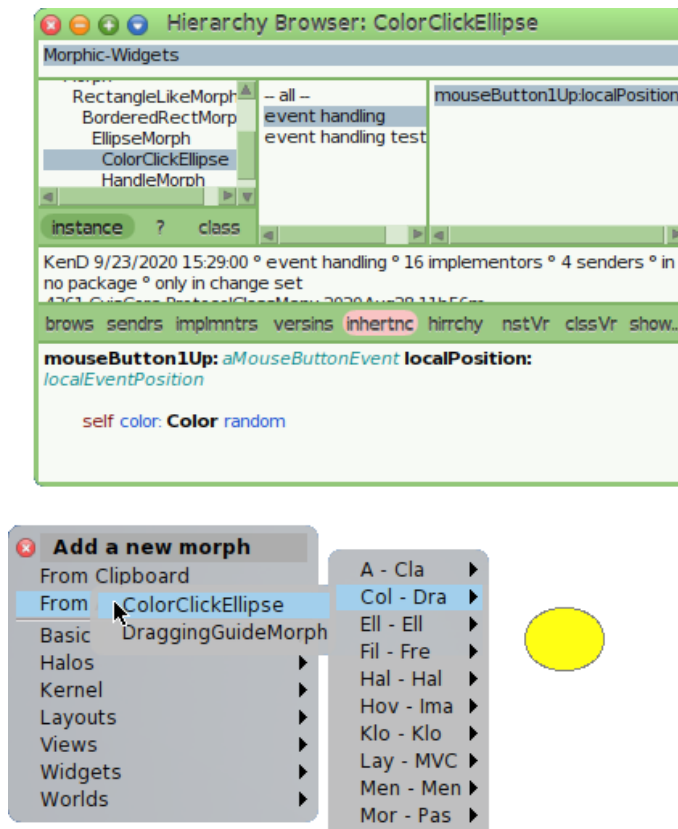 Hierarchy Browser: ColorClickEllipse
Morphic-Widgets
RectangleLikeMorph
BorderedRectMorp
EllipseMorph
ColorClickEllipse
HandleMorph
-- all --
event handling
event handling test
mouseButton1Up:localPosition
instance ? class
KenD 9/23/2020 15:29:00 ° event handling ° 16 implementors ° 4 senders ° in
no package ° only in change set
brows sendrs implmntrs versins inhertnc hirrchy nstVr clssVr show..
mouseButton1Up: aMouseButtonEvent localPosition:
localEventPosition
self color: Color random
Add a new morph
From Clipboard
From
ColorClickEllipse
Basic
DraggingGuideMorph
Halos
Kernel
Layouts
Views
Widgets
Worlds
A - Cla
Col - Dra
Ell - Ell
Fil - Fre
Hal - Hal
Hov - Ima
Klo - Klo
Lay - MVC
Men - Men
Mor - Pas